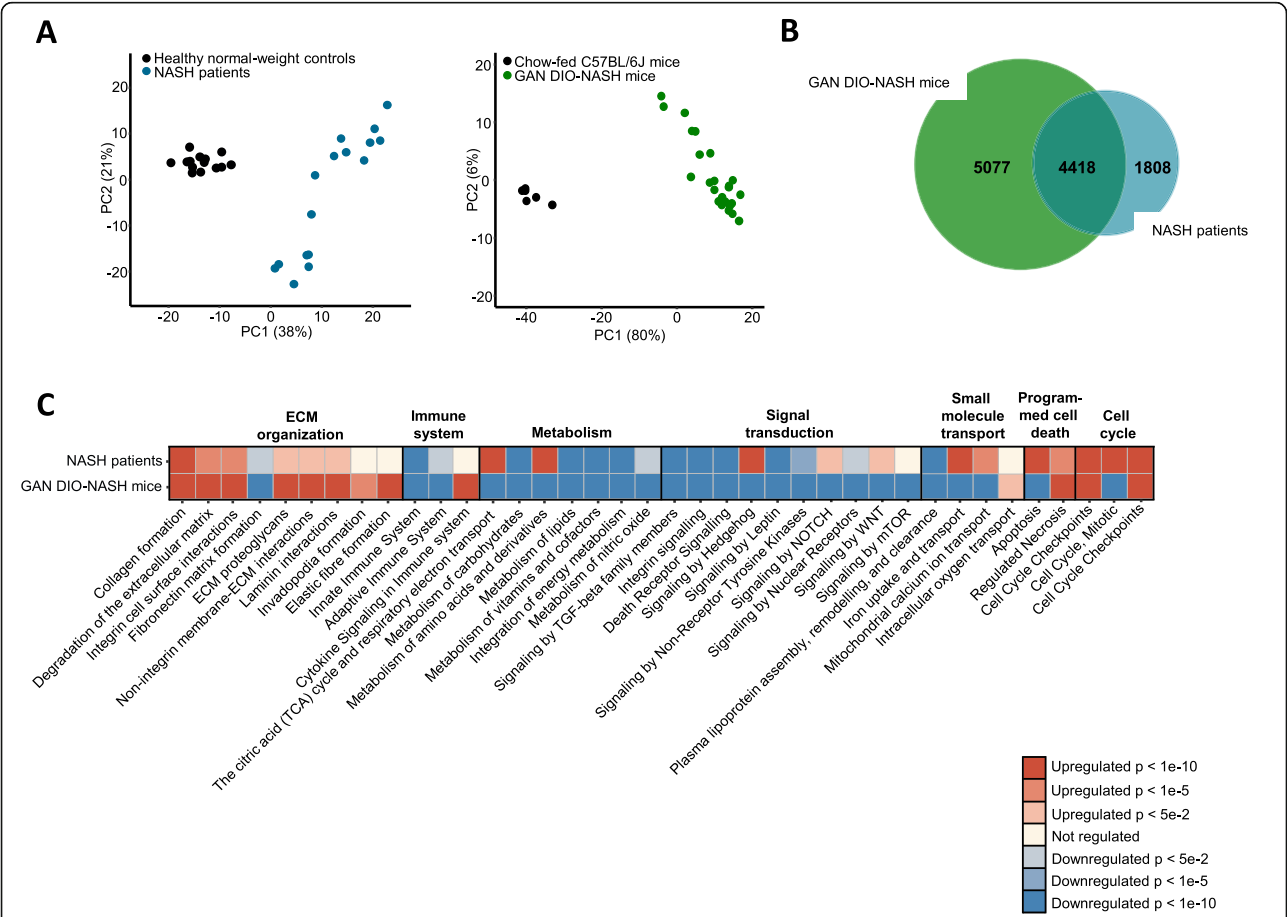 A
Healthy normal-weight controls
NASH patients
20
10
0
-10
-20
PC2 (21%)
-20
-10
0
10
20
PC1 (38%)
Chow-fed C57BL/6J mice
GAN DIO-NASH mice
20
10
0
-10
-20
PC2 (6%)
-40
-20
0
20
PC1 (80%)
B
GAN DIO-NASH mice
5077
4418
1808
NASH patients
C
ECM
organization
Immune
system
Metabolism
Signal
transduction
Small
molecule
transport
Program-
med cell
death
Cell
cycle
NASH patients
GAN DIO-NASH mice
Collagen formation
Degradation of the extracellular matrix
Integrin cell surface interactions
Fibronectin matrix formation
ECM proteoglycans
Non-integrin membrane-ECM interactions
Laminin interactions
Invadopodia formation
Elastic fibre formation
Innate Immune System
Adaptive Immune System
Cytokine Signaling in Immune system
The citric acid (TCA) cycle and respiratory electron transport
Metabolism of carbohydrates
Metabolism of amino acids and derivatives
Metabolism of lipids
Metabolism of vitamins and cofactors
Integration of energy metabolism
Metabolism of nitric oxide
Signaling by TGF-beta family members
Integrin signalling
Death Receptor Signalling
Signaling by Hedgehog
Signaling by Leptin
Signaling by Non-Receptor Tyrosine Kinases
Signaling by NOTCH
Signaling by Nuclear Receptors
Signaling by WNT
Signaling by mTOR
Plasma lipoprotein assembly, remodeling, and clearance
Iron uptake and transport
Mitochondrial calcium ion transport
Intracellular oxygen transport
Apoptosis
Regulated Necrosis
Cell Cycle Checkpoints
Cell Cycle, Mitotic
Cell Cycle Checkpoints
Upregulated p < 1e-10
Upregulated p < 1e-5
Upregulated p < 5e-2
Not regulated
Downregulated p < 5e-2
Downregulated p < 1e-5
Downregulated p < 1e-10